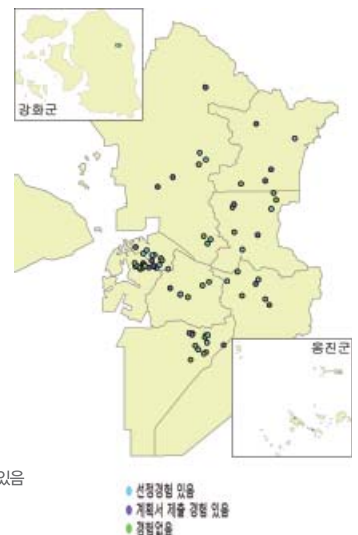 강화군
옹진군
있음
선정경험 있음
계획서 제출 경험 있음
경험없음